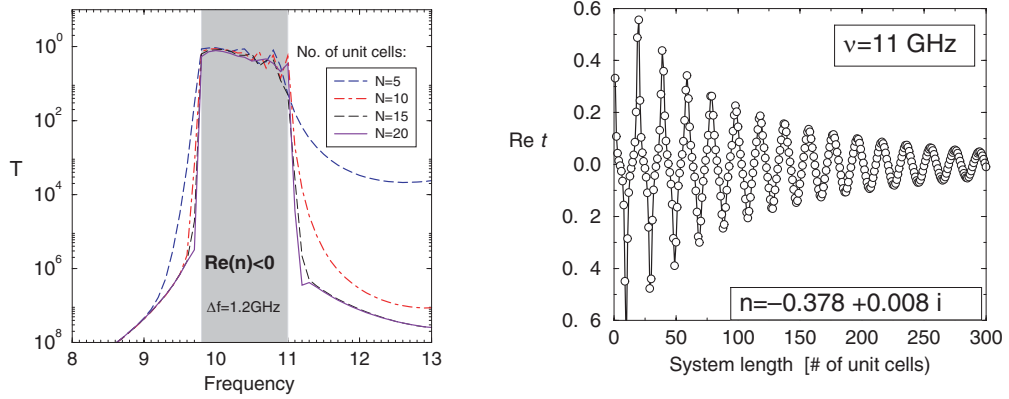 10⁰
10²
10⁴
10⁶
10⁸
T
No. of unit cells:
N=5
N=10
N=15
N=20
Re(n)<0
Δf=1.2GHz
8 9 10 11 12 13
Frequency
0.6
0.4
0.2
0.0
0. 2
0. 4
0. 6
Re t
ν=11 GHz
n=−0.378 +0.008 i
0 50 100 150 200 250 300
System length [# of unit cells)